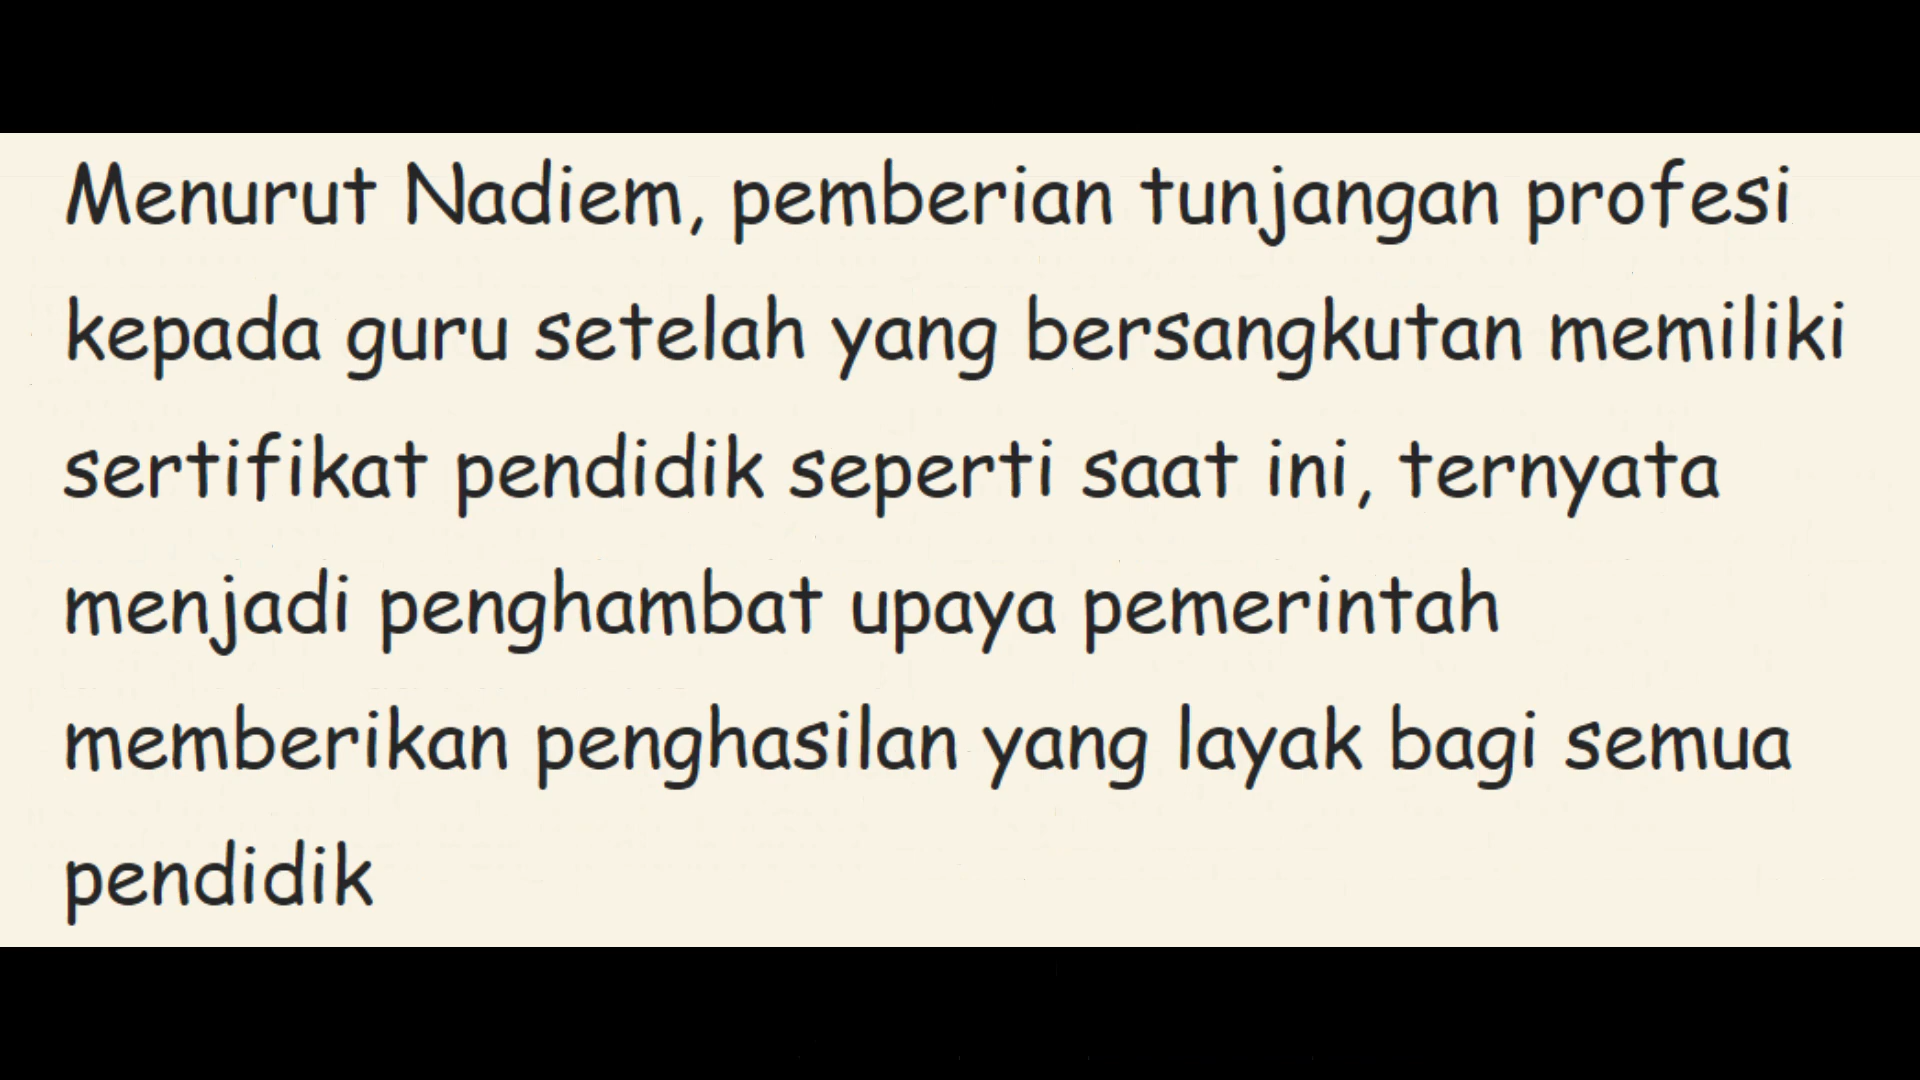 Menurut Nadiem, pemberian tunjangan profesi
kepada guru setelah yang bersangkutan memiliki
sertifikat pendidik seperti saat ini, ternyata
menjadi penghambat upaya pemerintah
memberikan penghasilan yang layak bagi semua
pendidik